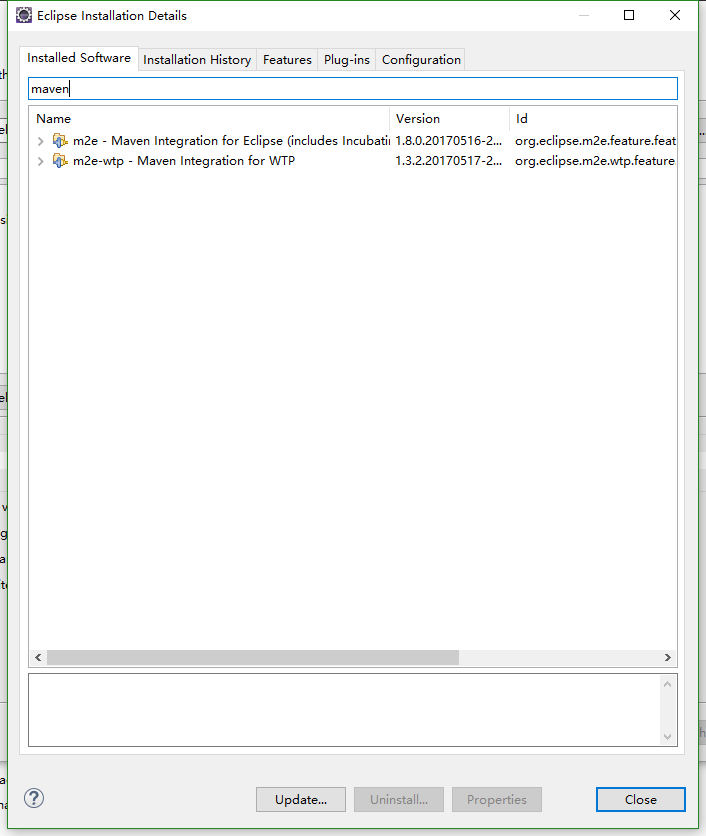 Eclipse Installation Details
Installed Software Installation History Features Plug-ins Configuration
maven
Name Version Id
m2e - Maven Integration for Eclipse (includes Incubati 1.8.0.20170516-2... org.eclipse.m2e.feature.feat
m2e-wtp - Maven Integration for WTP 1.3.2.20170517-2... org.eclipse.m2e.wtp.feature
Update... Uninstall... Properties Close